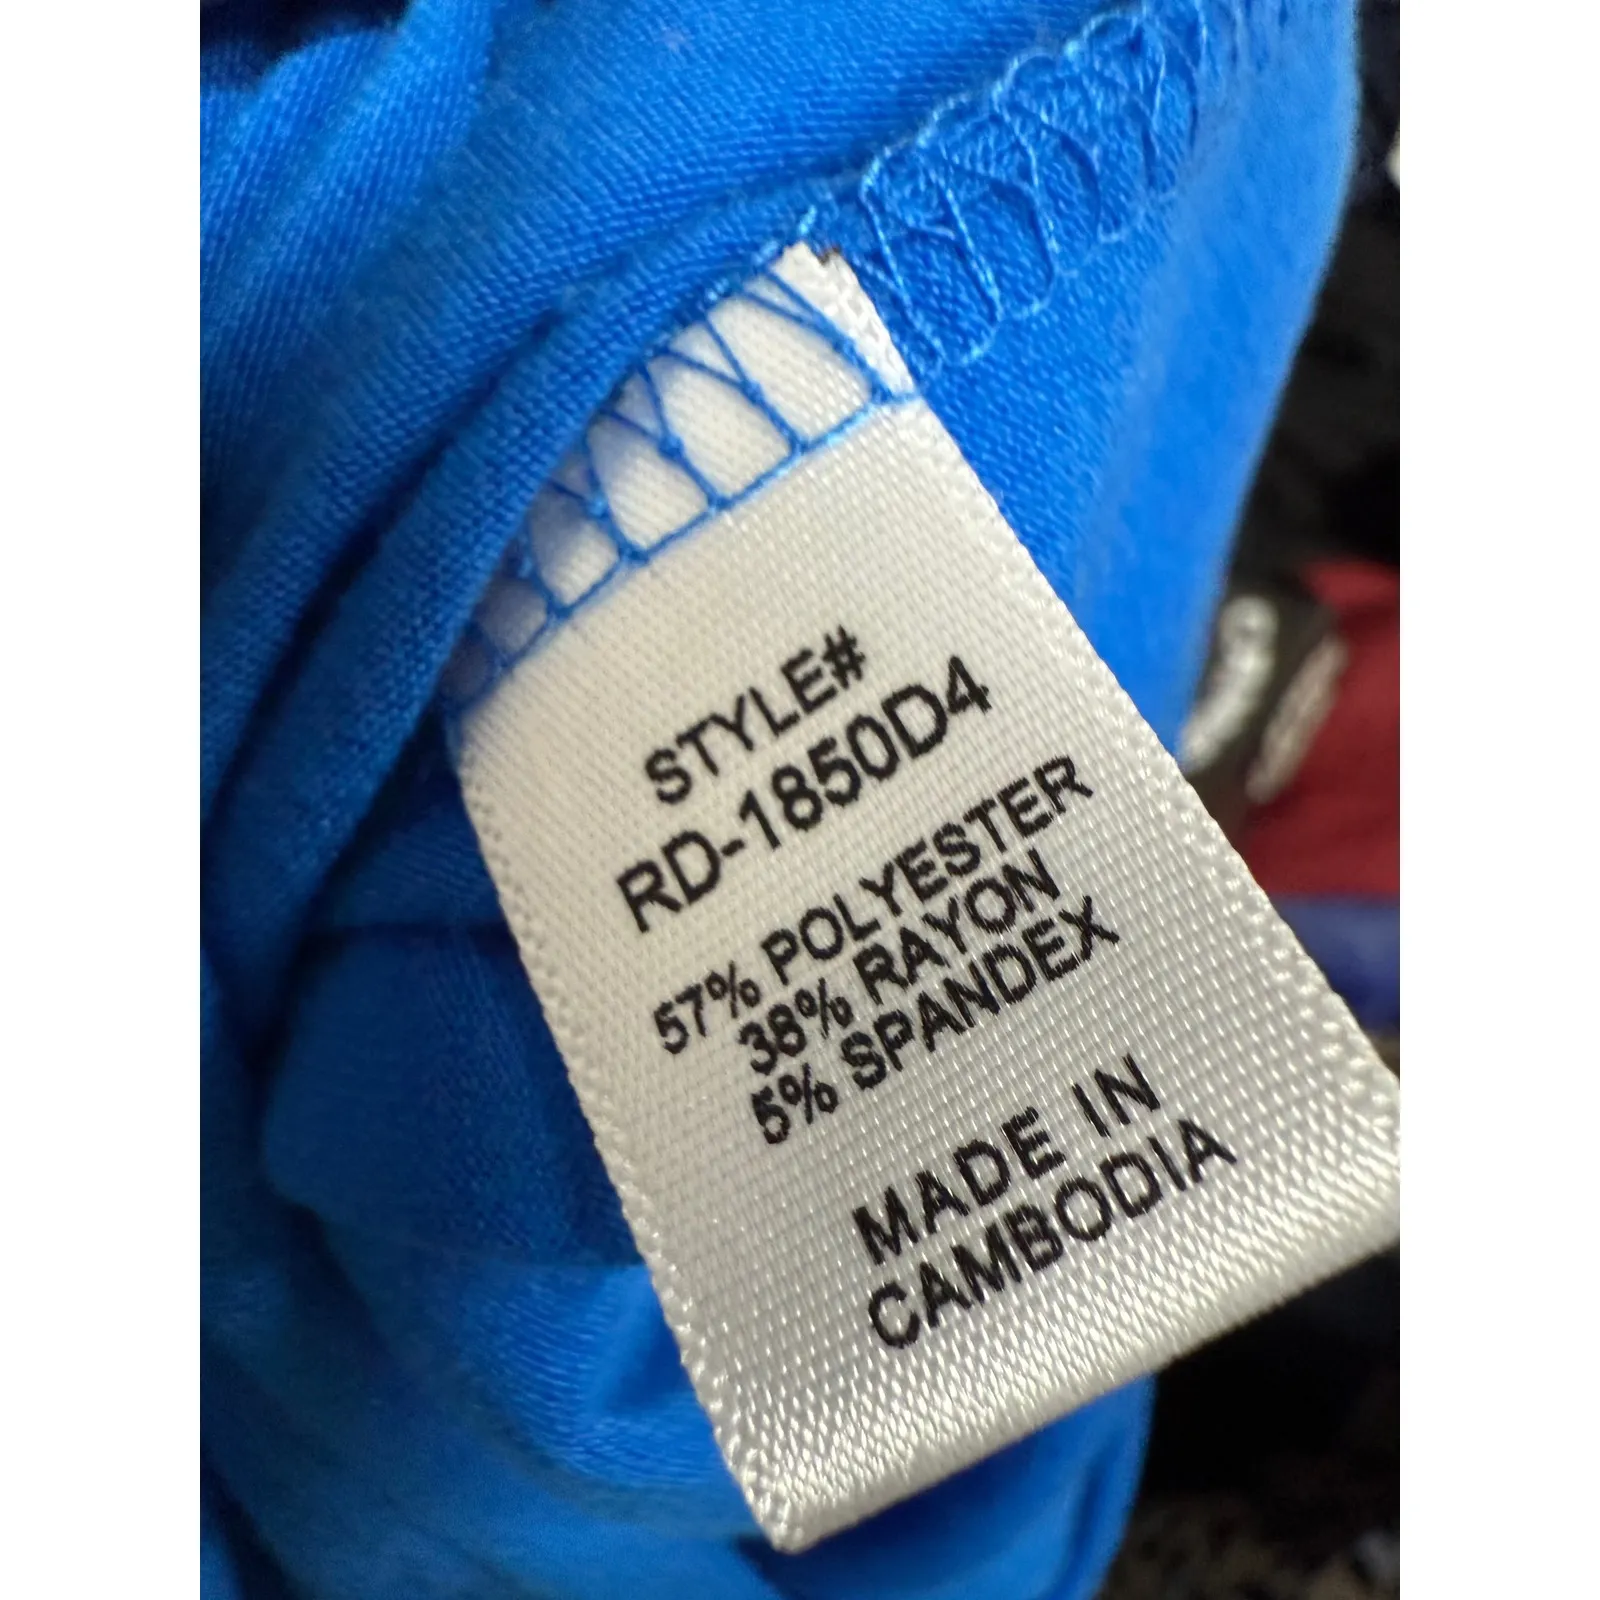 STYLE#
RD-1850D4
57% POLYESTER
38% RAYON
5% SPANDEX
MADE IN
CAMBODIA